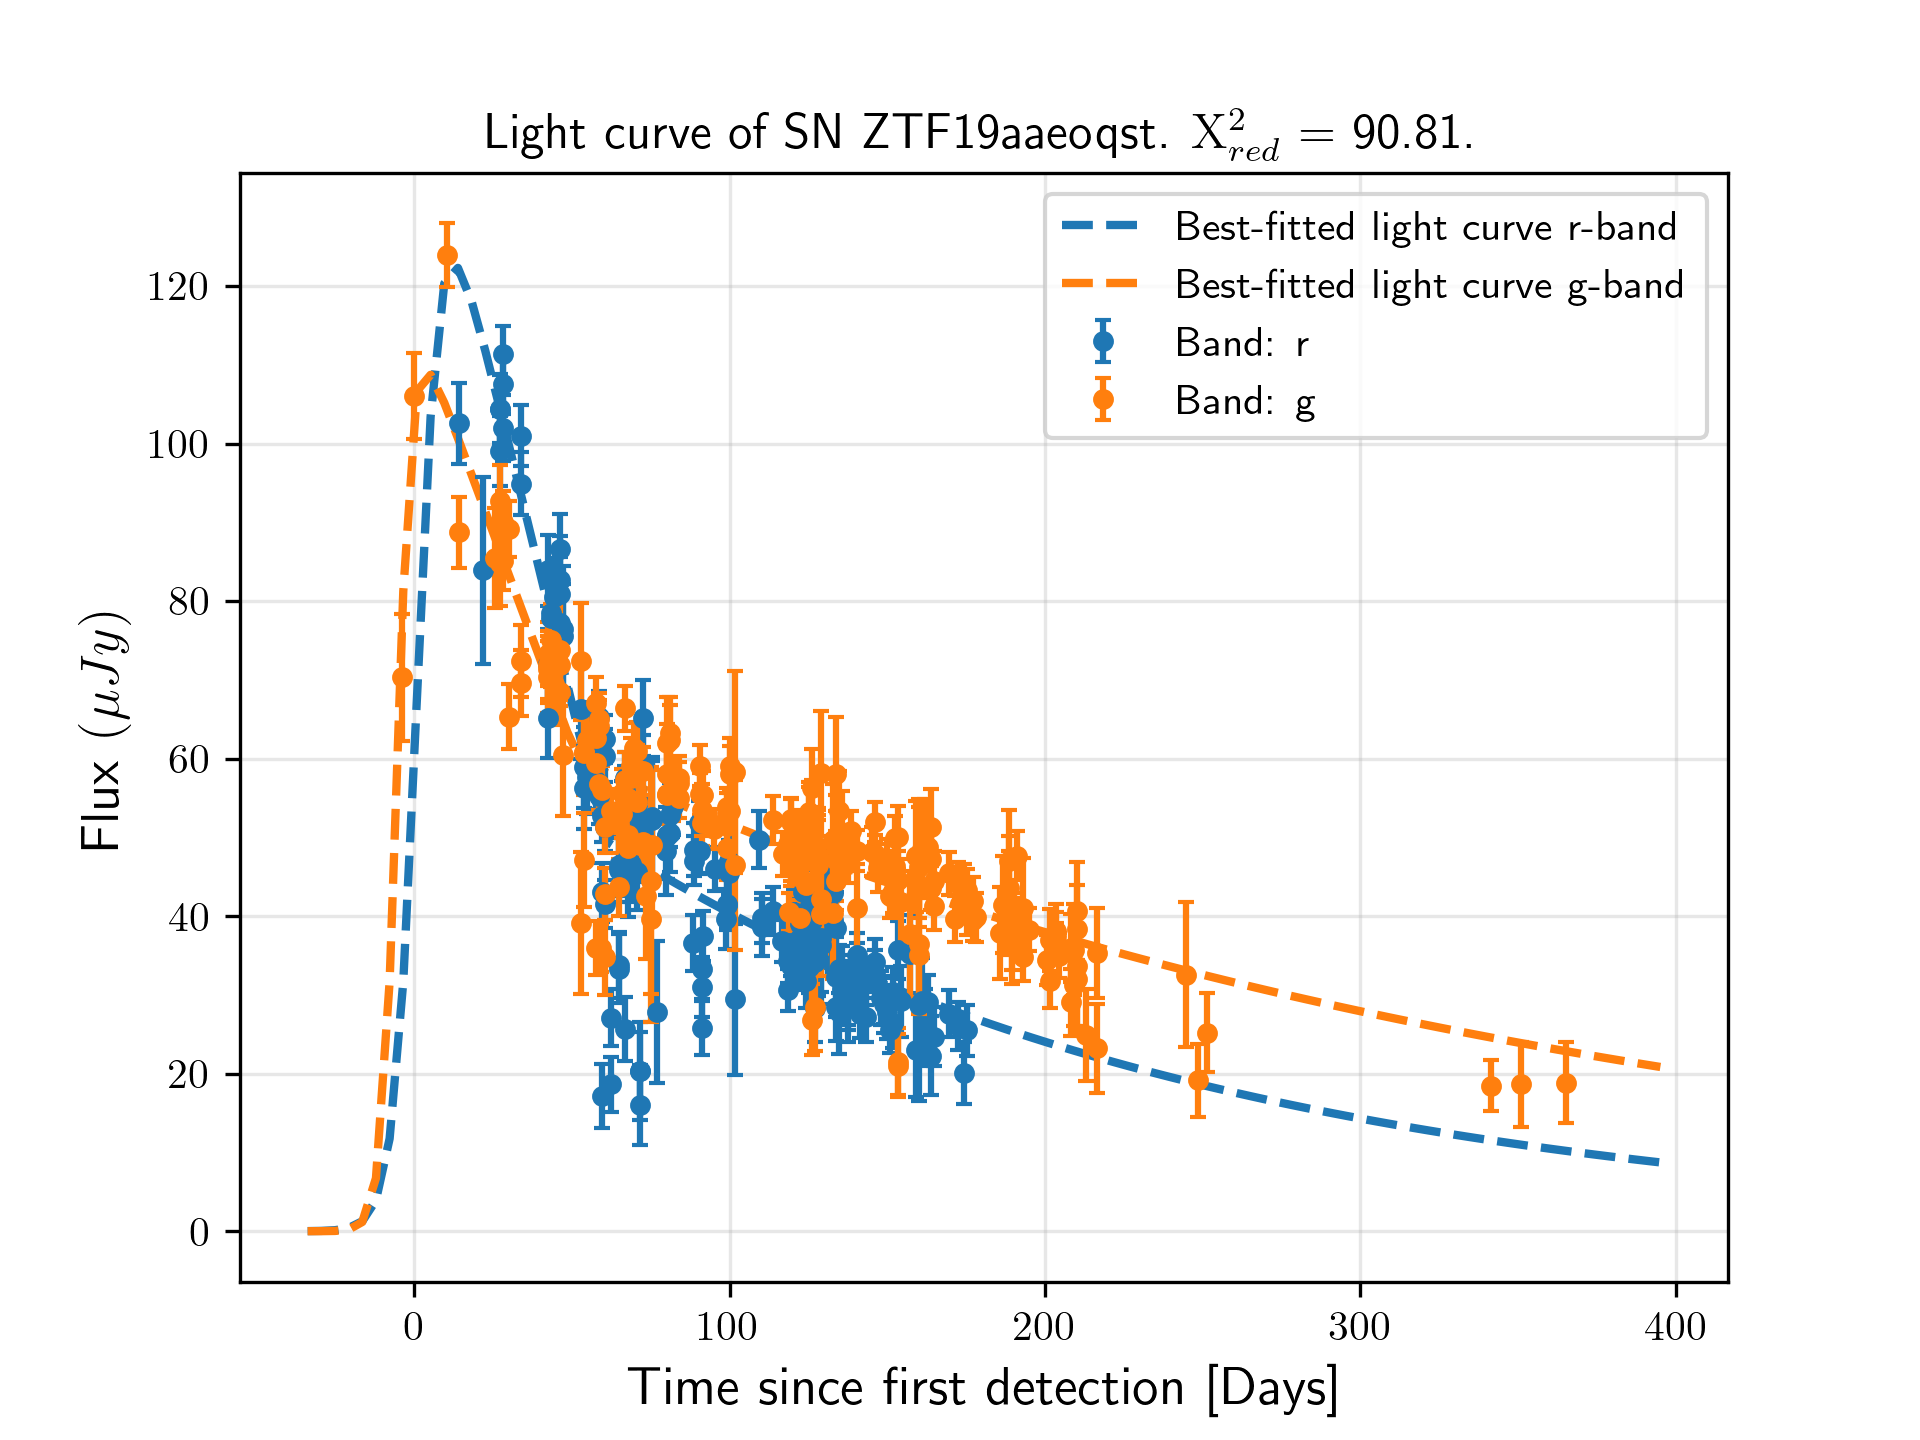 Light curve of SN ZTF19aaeoqst. X²_red = 90.81.
Best-fitted light curve r-band
Best-fitted light curve g-band
Band: r
Band: g
Flux (μJy)
120
100
80
60
40
20
0
0 100 200 300 400
Time since first detection [Days]